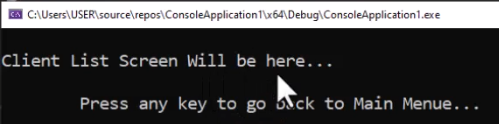 C:\Users\USER\source\repos\ConsoleApplication1\x64\Debug\ConsoleApplication1.exe
Client List Screen Will be here...
Press any key to go back to Main Menue...